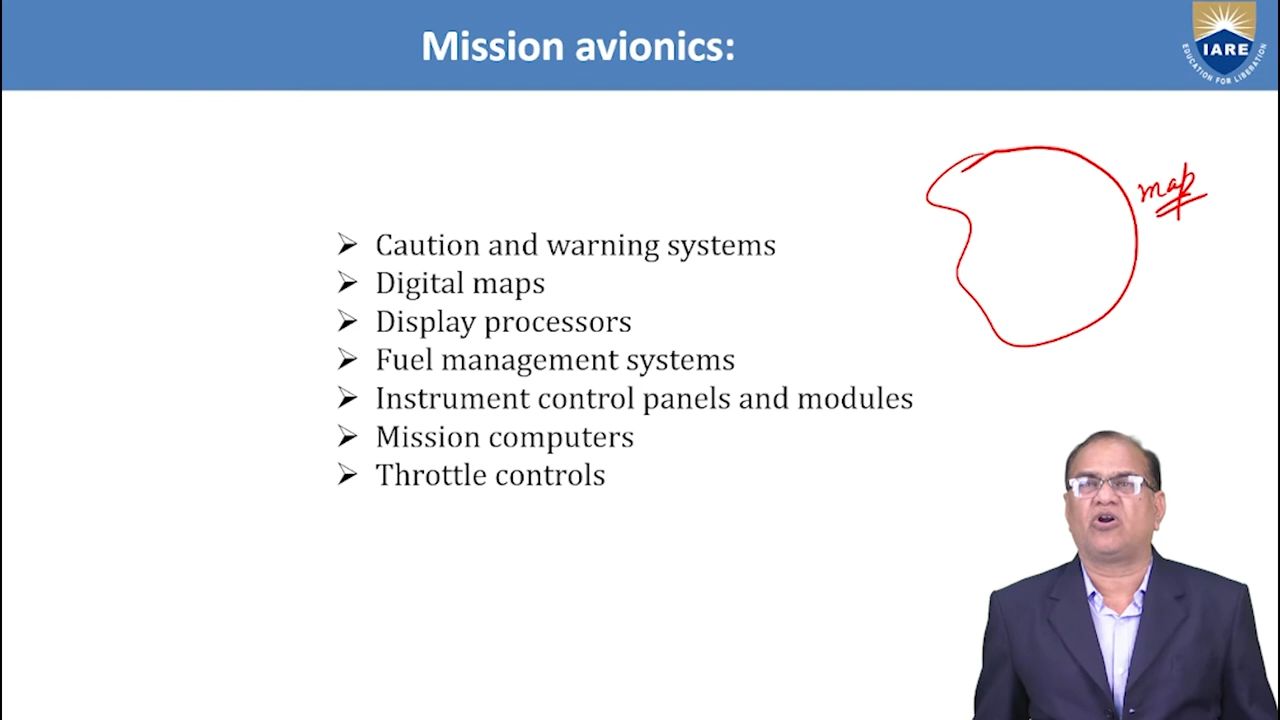 Mission avionics:
IARE
EDUCATION FOR LIBERATION
map
➢ Caution and warning systems
➢ Digital maps
➢ Display processors
➢ Fuel management systems
➢ Instrument control panels and modules
➢ Mission computers
➢ Throttle controls